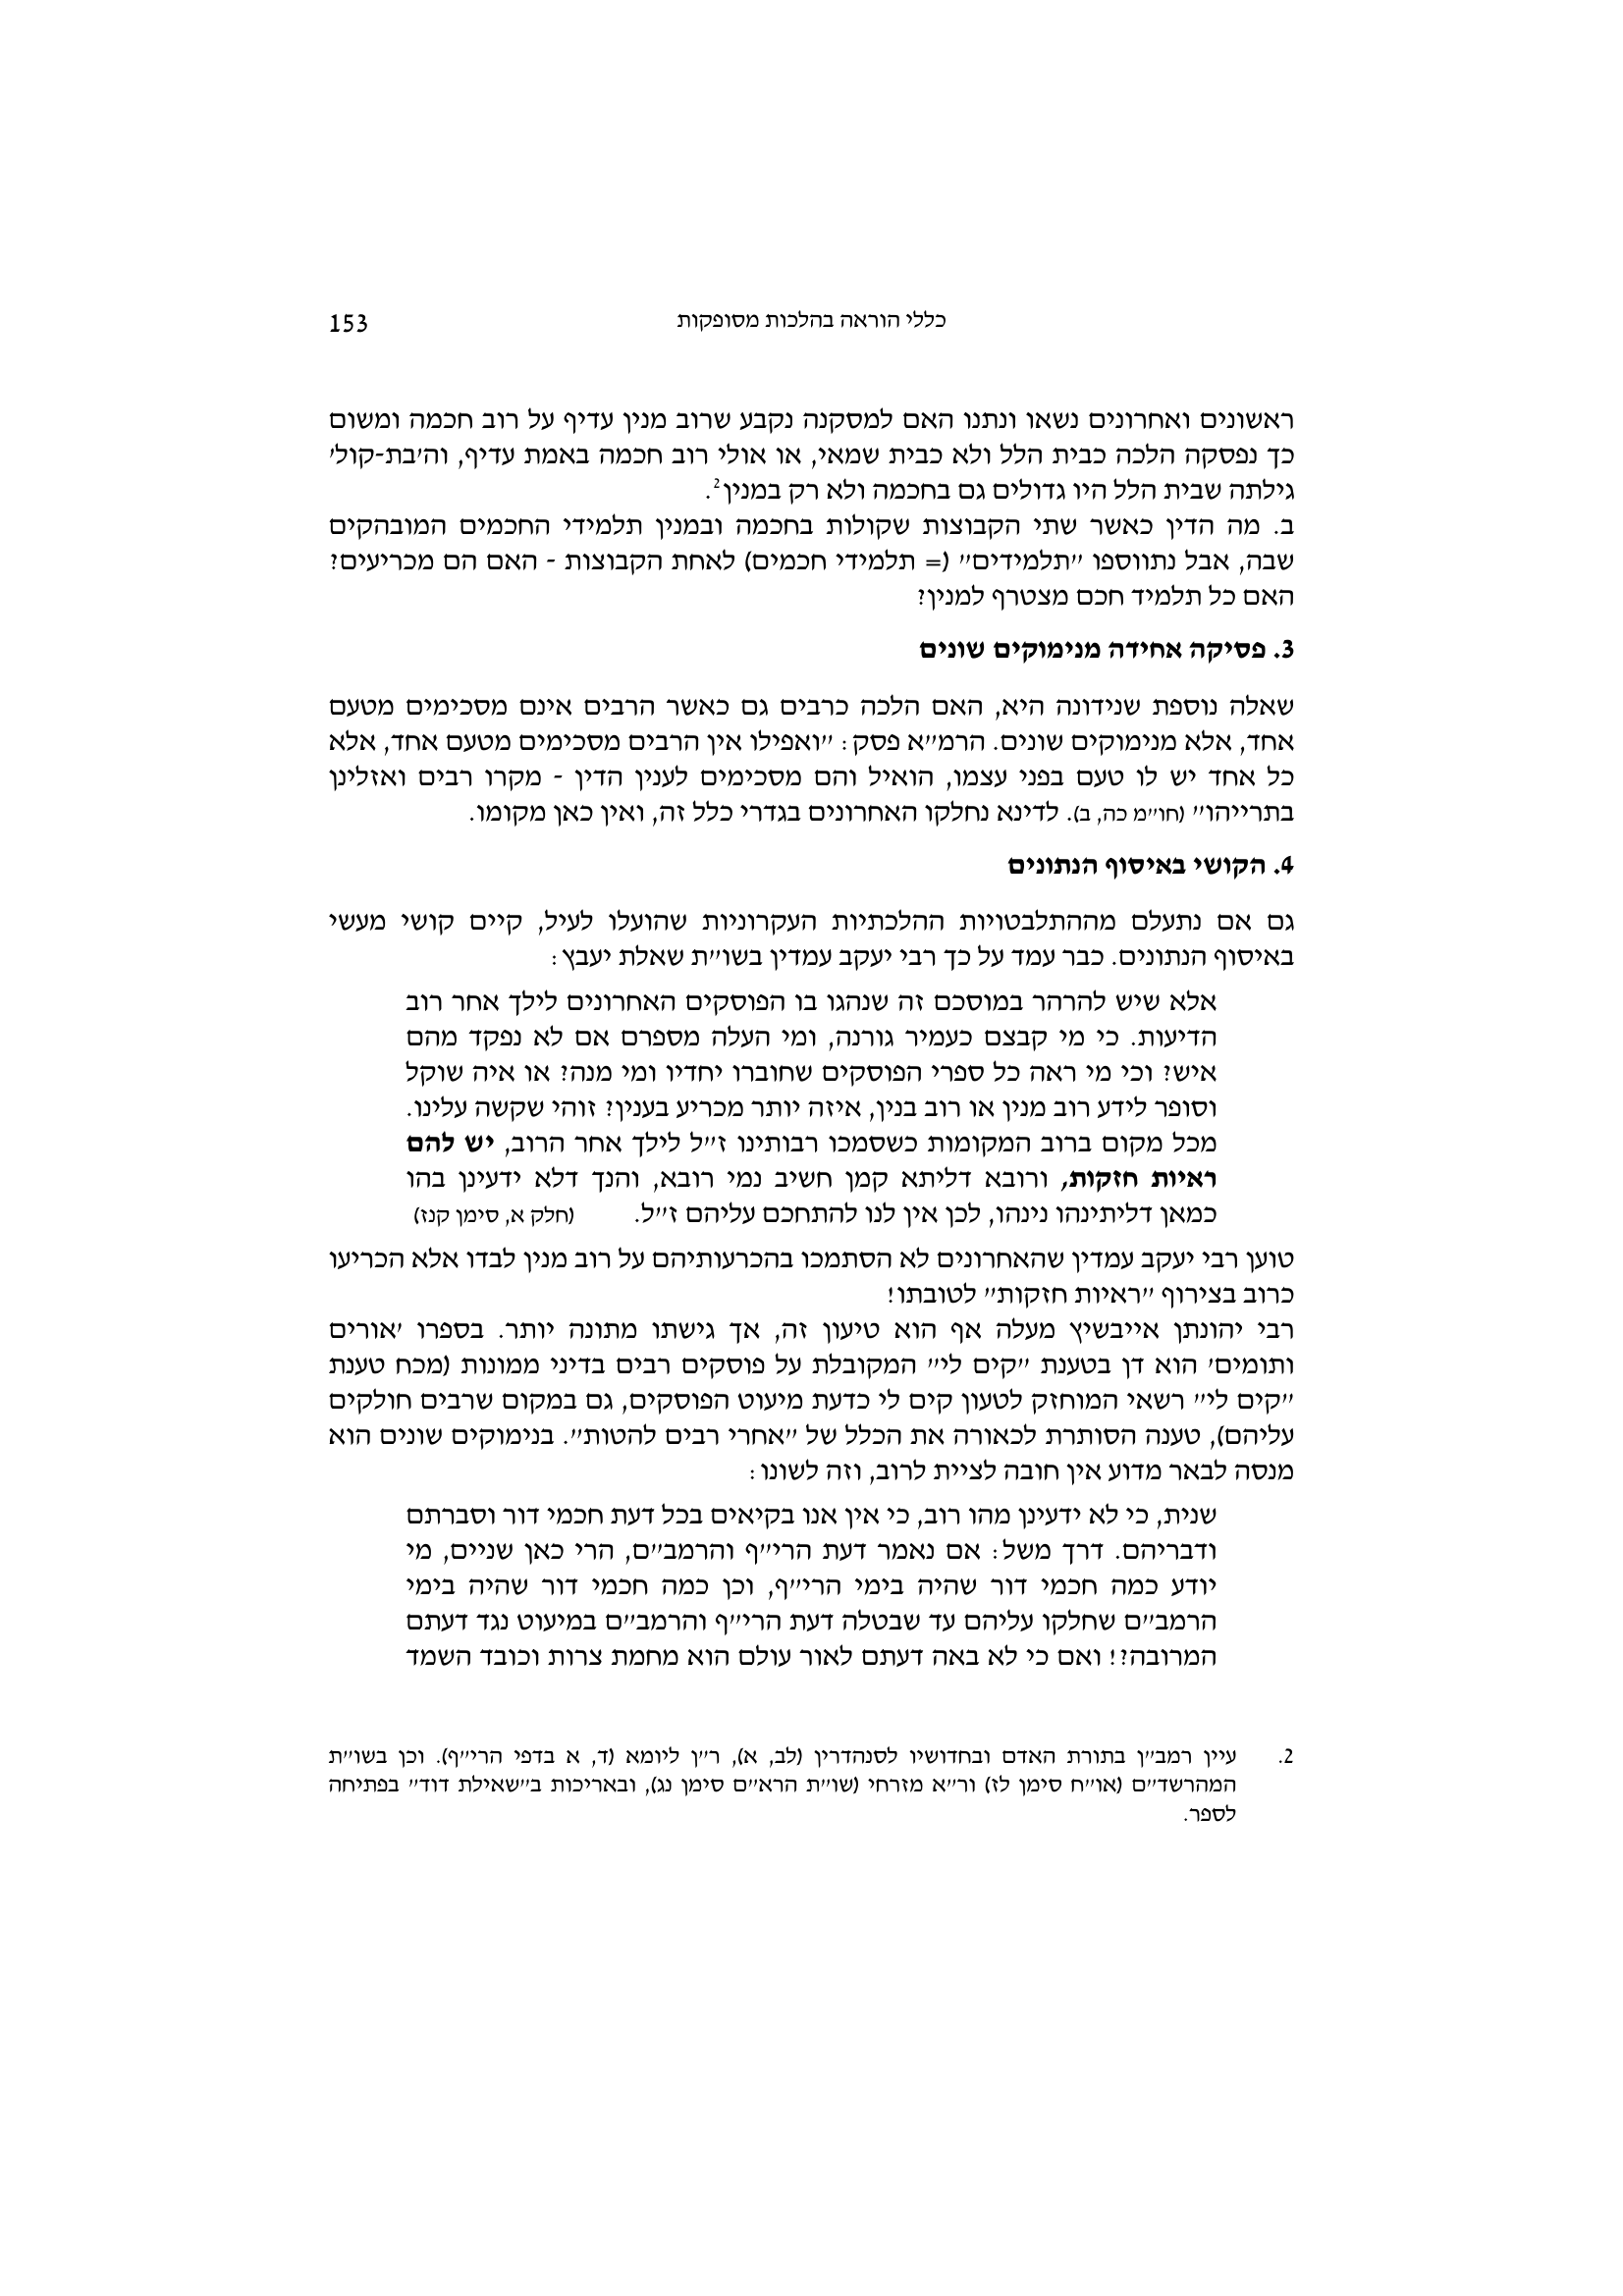 כללי הוראה בהלכות מסופקות
153
ראשונים ואחרונים נשאו ונתנו האם למסקנה נקבע שרוב מנין עדיף על רוב חכמה ומשום
כך נפסקה הלכה כבית הלל ולא כבית שמאי, או אולי רוב חכמה באמת עדיף, וה'בת-קול'
גילתה שבית הלל היו גדולים גם בחכמה ולא רק במנין2.
ב. מה הדין כאשר שתי הקבוצות שקולות בחכמה ובמנין תלמידי החכמים המובהקים
שבה, אבל נתווספו "תלמידים" (= תלמידי חכמים) לאחת הקבוצות - האם הם מכריעים?
האם כל תלמיד חכם מצטרף למנין?
3. פסיקה אחידה מנימוקים שונים
שאלה נוספת שנידונה היא, האם הלכה כרבים גם כאשר הרבים אינם מסכימים מטעם
אחד, אלא מנימוקים שונים. הרמ"א פסק: "ואפילו אין הרבים מסכימים מטעם אחד, אלא
כל אחד יש לו טעם בפני עצמו, הואיל והם מסכימים לענין הדין - מקרו רבים ואזלינן
בתרייהו" (חו"מ כה, ב). לדינא נחלקו האחרונים בגדרי כלל זה, ואין כאן מקומו.
4. הקושי באיסוף הנתונים
גם אם נתעלם מההתלבטויות ההלכתיות העקרוניות שהועלו לעיל, קיים קושי מעשי
באיסוף הנתונים. כבר עמד על כך רבי יעקב עמדין בשו"ת שאלת יעבץ:
אלא שיש להרהר במוסכם זה שנהגו בו הפוסקים האחרונים לילך אחר רוב
הדיעות. כי מי קבצם כעמיר גורנה, ומי העלה מספרם אם לא נפקד מהם
איש? וכי מי ראה כל ספרי הפוסקים שחוברו יחדיו ומי מנה? או איה שוקל
וסופר לידע רוב מנין או רוב בנין, איזה יותר מכריע בענין? זוהי שקשה עלינו.
מכל מקום ברוב המקומות כשסמכו רבותינו ז"ל לילך אחר הרוב, יש להם
ראיות חזקות, ורובא דליתא קמן חשיב נמי רובא, והנך דלא ידעינן בהו
כמאן דליתינהו נינהו, לכן אין לנו להתחכם עליהם ז"ל. (חלק א, סימן קנז)
טוען רבי יעקב עמדין שהאחרונים לא הסתמכו בהכרעותיהם על רוב מנין לבדו אלא הכריעו
כרוב בצירוף "ראיות חזקות" לטובתו!
רבי יהונתן אייבשיץ מעלה אף הוא טיעון זה, אך גישתו מתונה יותר. בספרו 'אורים
ותומים' הוא דן בטענת "קים לי" המקובלת על פוסקים רבים בדיני ממונות (מכח טענת
"קים לי" רשאי המוחזק לטעון קים לי כדעת מיעוט הפוסקים, גם במקום שרבים חולקים
עליהם), טענה הסותרת לכאורה את הכלל של "אחרי רבים להטות". בנימוקים שונים הוא
מנסה לבאר מדוע אין חובה לציית לרוב, וזה לשונו:
שנית, כי לא ידעינן מהו רוב, כי אין אנו בקיאים בכל דעת חכמי דור וסברתם
ודבריהם. דרך משל: אם נאמר דעת הרי"ף והרמב"ם, הרי כאן שניים, מי
יודע כמה חכמי דור שהיה בימי הרי"ף, וכן כמה חכמי דור שהיה בימי
הרמב"ם שחלקו עליהם עד שבטלה דעת הרי"ף והרמב"ם במיעוט נגד דעתם
המרובה?! ואם כי לא באה דעתם לאור עולם הוא מחמת צרות וכובד השמד
2. עיין רמב"ן בתורת האדם ובחדושיו לסנהדרין (לב, א), ר"ן ליומא (ד, א בדפי הרי"ף). וכן בשו"ת
המהרשד"ם (או"ח סימן לז) ור"א מזרחי (שו"ת הרא"ם סימן נג), ובאריכות ב"שאילת דוד" בפתיחה
לספר.